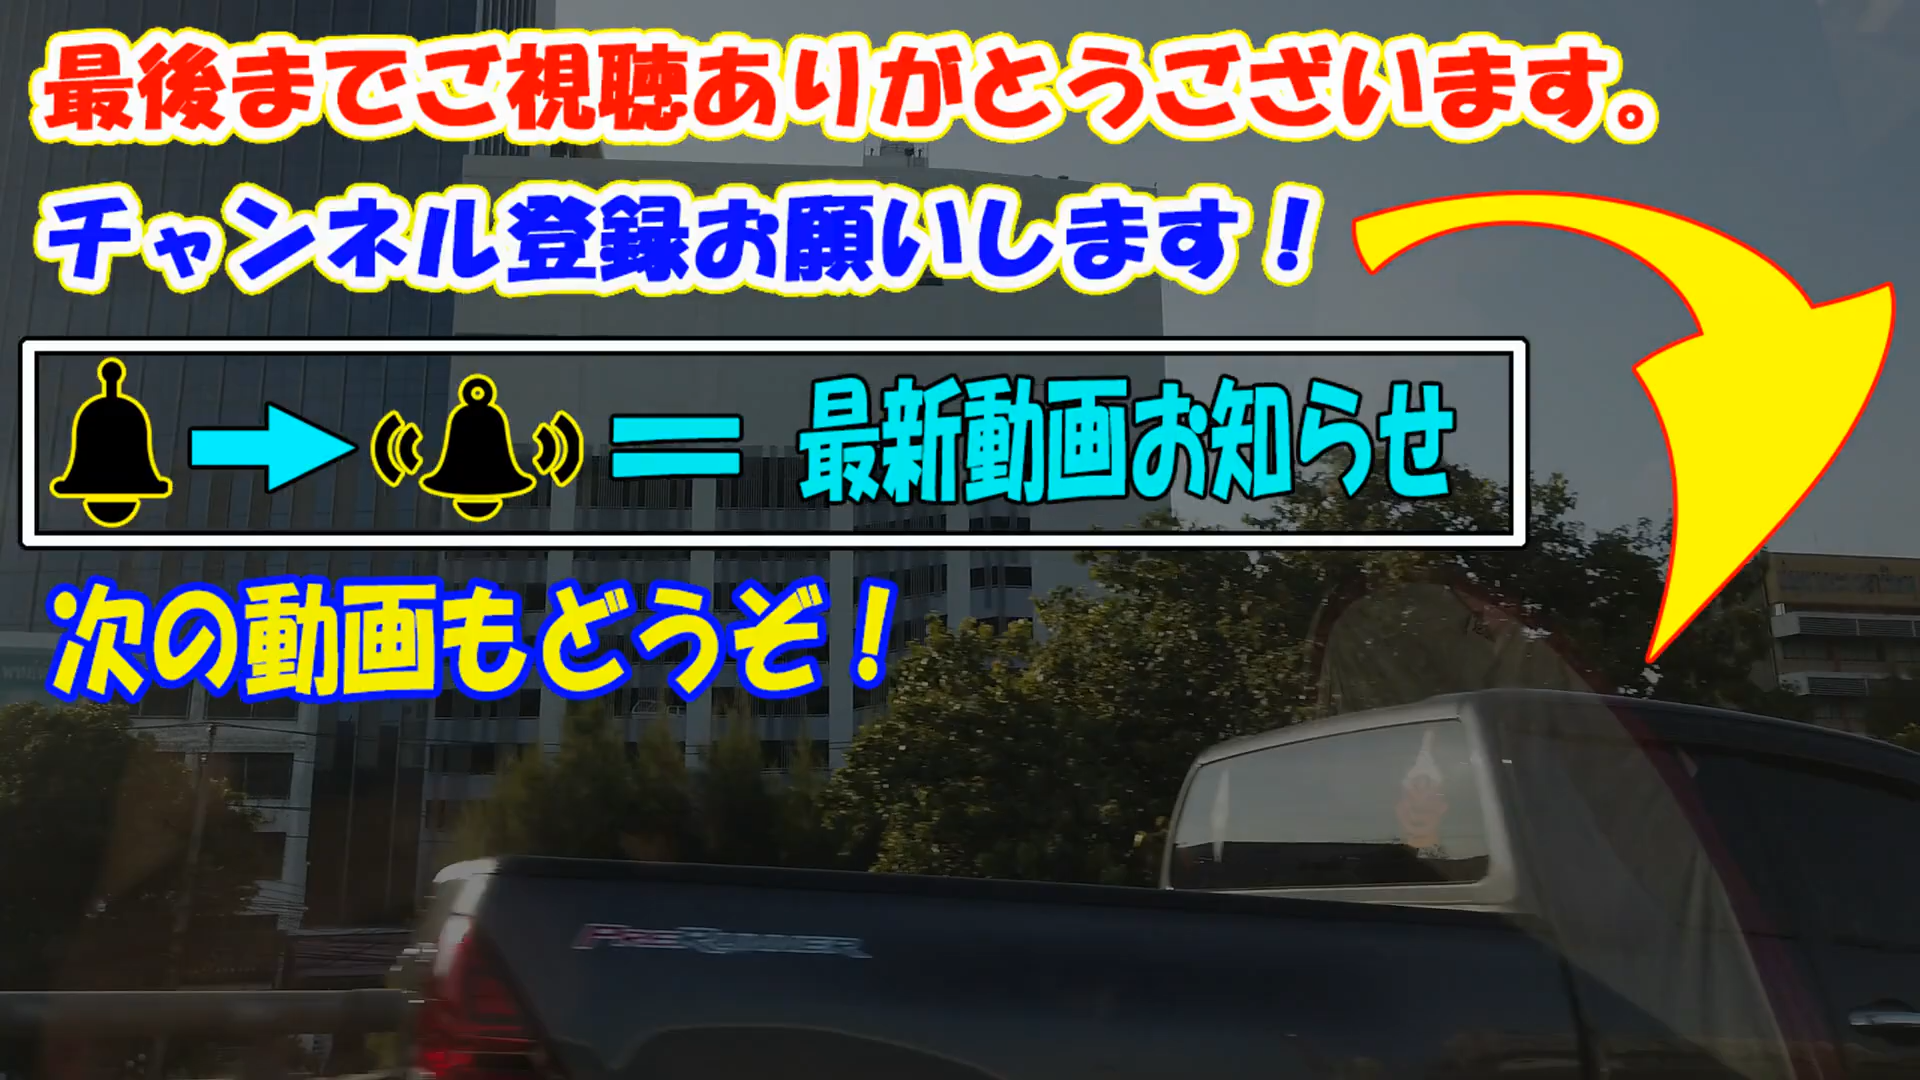 最後までご視聴ありがとうございます。
チャンネル登録お願いします！
最新動画お知らせ
次の動画もどうぞ！
PRERUNNER